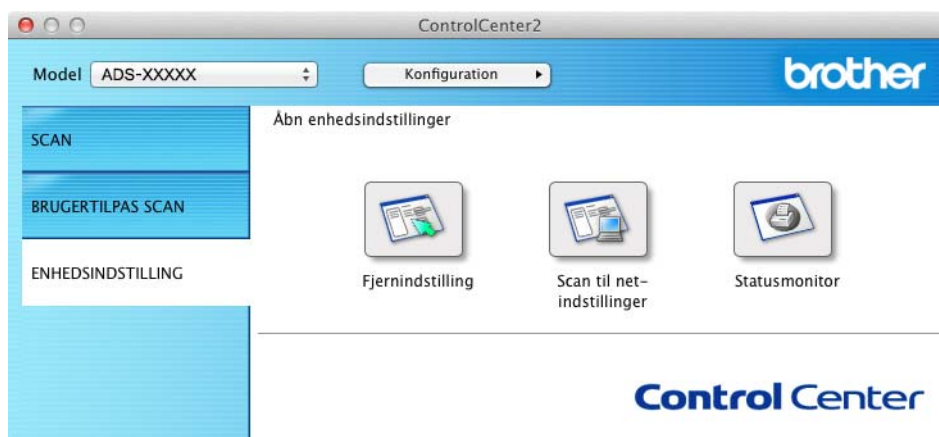 ControlCenter2
Model ADS-XXXXX Konfiguration
brother
SCAN
BRUGERTILPAS SCAN
ENHEDSINDSTILLING
Åbn enhedsindstillinger
Fjernindstilling
Scan til net-
indstillinger
Statusmonitor
Control Center